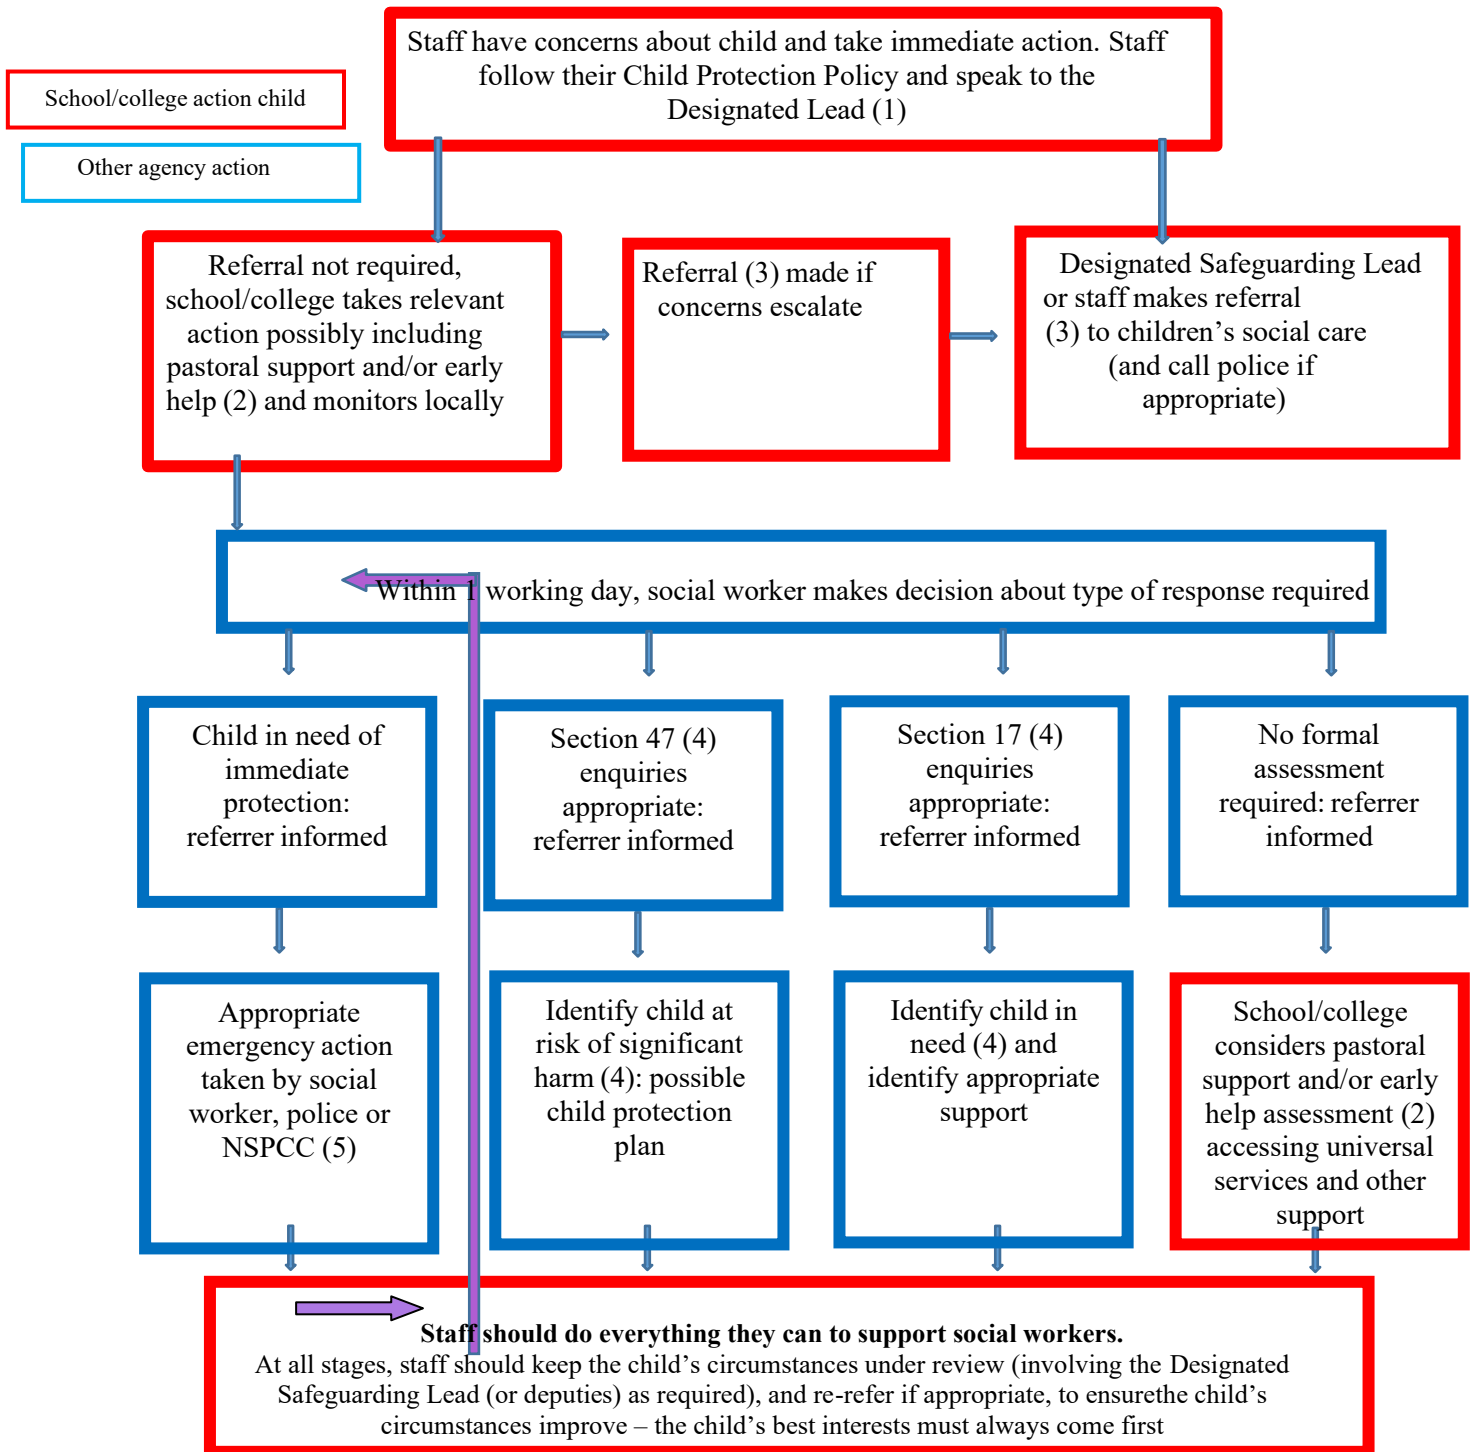 Staff have concerns about child and take immediate action. Staff
follow their Child Protection Policy and speak to the
Designated Lead (1)
School/college action child
Other agency action
Referral not required,
school/college takes relevant
action possibly including
pastoral support and/or early
help (2) and monitors locally
Referral (3) made if
concerns escalate
Designated Safeguarding Lead
or staff makes referral
(3) to children’s social care
(and call police if
appropriate)
Within 1 working day, social worker makes decision about type of response required
Child in need of
immediate
protection:
referrer informed
Section 47 (4)
enquiries
appropriate:
referrer informed
Section 17 (4)
enquiries
appropriate:
referrer informed
No formal
assessment
required: referrer
informed
Appropriate
emergency action
taken by social
worker, police or
NSPCC (5)
Identify child at
risk of significant
harm (4): possible
child protection
plan
Identify child in
need (4) and
identify appropriate
support
School/college
considers pastoral
support and/or early
help assessment (2)
accessing universal
services and other
support
Staff should do everything they can to support social workers.
At all stages, staff should keep the child’s circumstances under review (involving the Designated
Safeguarding Lead (or deputies) as required), and re-refer if appropriate, to ensurethe child’s
circumstances improve – the child’s best interests must always come first